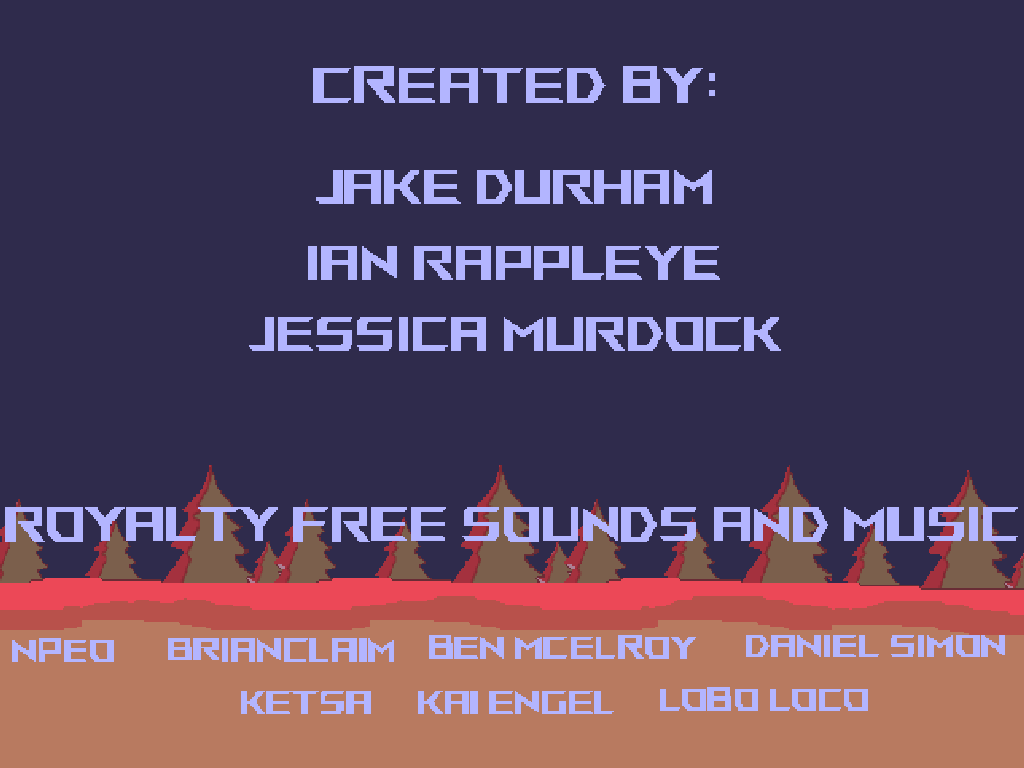 CREATED BY:
JAKE DURHAM
IAN RAPPLEYE
JESSICA MURDOCK
ROYALTY FREE SOUNDS AND MUSIC
NPEO BRIANCLAIM BEN MCELROY DANIEL SIMON
KETSA KAI ENGEL LOBO LOCO